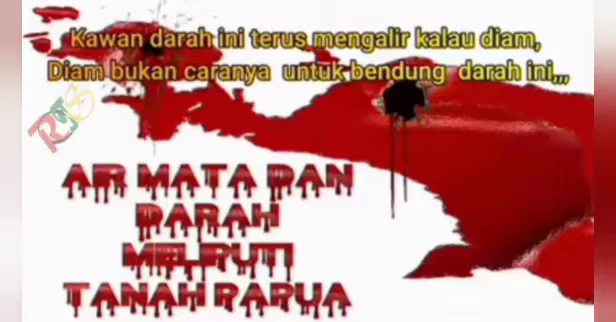 Kawan darah ini terus mengalir kalau diam,
Diam bukan caranya untuk bendung darah ini,,,
AIR MATA DAN
DARAH
MELIPUTI
TANAH PAPUA